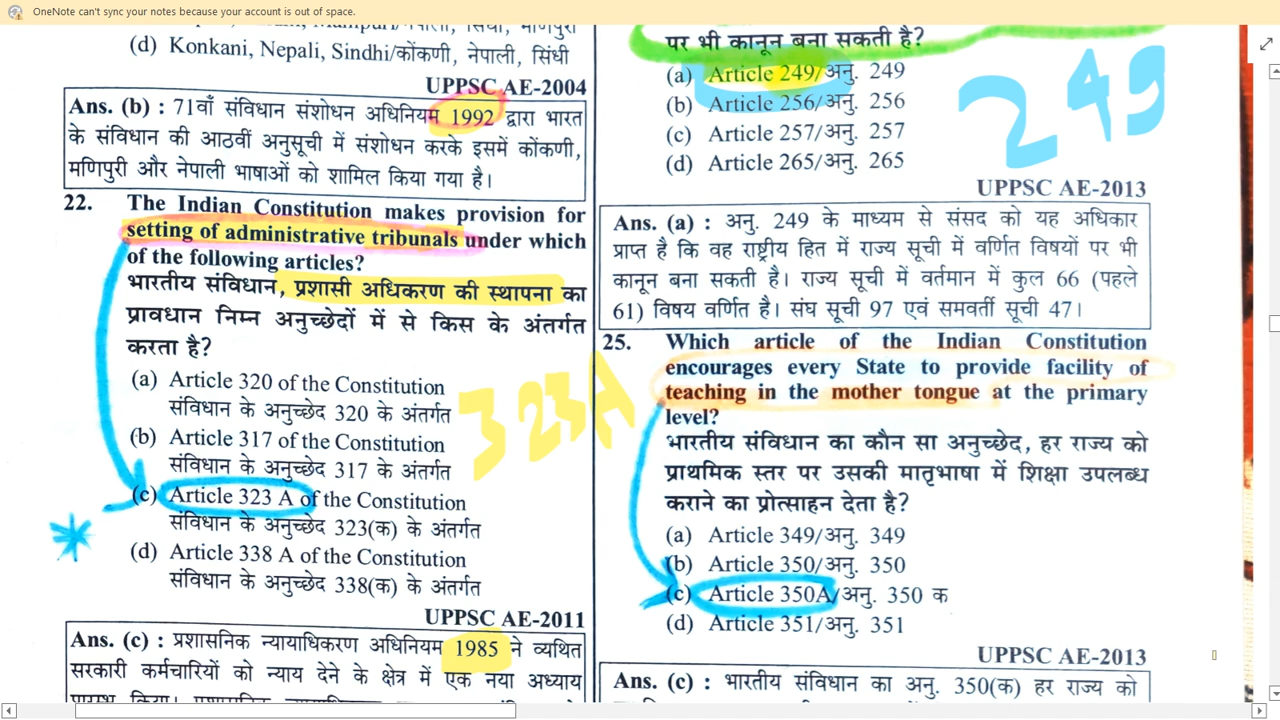 OneNote can't sync your notes because your account is out of space.
(d) Konkani, Nepali, Sindhi/कोंकणी, नेपाली, सिंधी
UPPSC AE-2004
Ans. (b) : 71वाँ संविधान संशोधन अधिनियम 1992 द्वारा भारत
के संविधान की आठवीं अनुसूची में संशोधन करके इसमें कोंकणी,
मणिपुरी और नेपाली भाषाओं को शामिल किया गया है।
22. The Indian Constitution makes provision for
setting of administrative tribunals under which
of the following articles?
भारतीय संविधान, प्रशासी अधिकरण की स्थापना का
प्रावधान निम्न अनुच्छेदों में से किस के अंतर्गत
करता है?
(a) Article 320 of the Constitution
संविधान के अनुच्छेद 320 के अंतर्गत
(b) Article 317 of the Constitution
संविधान के अनुच्छेद 317 के अंतर्गत
(c) Article 323 A of the Constitution
संविधान के अनुच्छेद 323(क) के अंतर्गत
(d) Article 338 A of the Constitution
संविधान के अनुच्छेद 338(क) के अंतर्गत
323A
UPPSC AE-2011
Ans. (c) : प्रशासनिक न्यायाधिकरण अधिनियम 1985 ने व्यथित
सरकारी कर्मचारियों को न्याय देने के क्षेत्र में एक नया अध्याय
पर भी कानून बना सकती है?
(a) Article 249/अनु. 249
(b) Article 256/अनु. 256
(c) Article 257/अनु. 257
(d) Article 265/अनु. 265
249
UPPSC AE-2013
Ans. (a) : अनु. 249 के माध्यम से संसद को यह अधिकार
प्राप्त है कि वह राष्ट्रीय हित में राज्य सूची में वर्णित विषयों पर भी
कानून बना सकती है। राज्य सूची में वर्तमान में कुल 66 (पहले
61) विषय वर्णित है। संघ सूची 97 एवं समवर्ती सूची 47।
25. Which article of the Indian Constitution
encourages every State to provide facility of
teaching in the mother tongue at the primary
level?
भारतीय संविधान का कौन सा अनुच्छेद, हर राज्य को
प्राथमिक स्तर पर उसकी मातृभाषा में शिक्षा उपलब्ध
कराने का प्रोत्साहन देता है?
(a) Article 349/अनु. 349
(b) Article 350/अनु. 350
(c) Article 350A/अनु. 350 क
(d) Article 351/अनु. 351
UPPSC AE-2013
Ans. (c) : भारतीय संविधान का अनु. 350(क) हर राज्य को